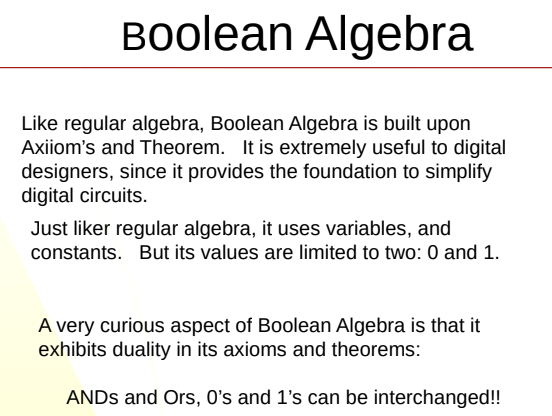 Boolean Algebra
Like regular algebra, Boolean Algebra is built upon
Axiiom’s and Theorem.   It is extremely useful to digital
designers, since it provides the foundation to simplify
digital circuits.
Just liker regular algebra, it uses variables, and
constants.   But its values are limited to two: 0 and 1.
A very curious aspect of Boolean Algebra is that it
exhibits duality in its axioms and theorems:
ANDs and Ors, 0’s and 1’s can be interchanged!!